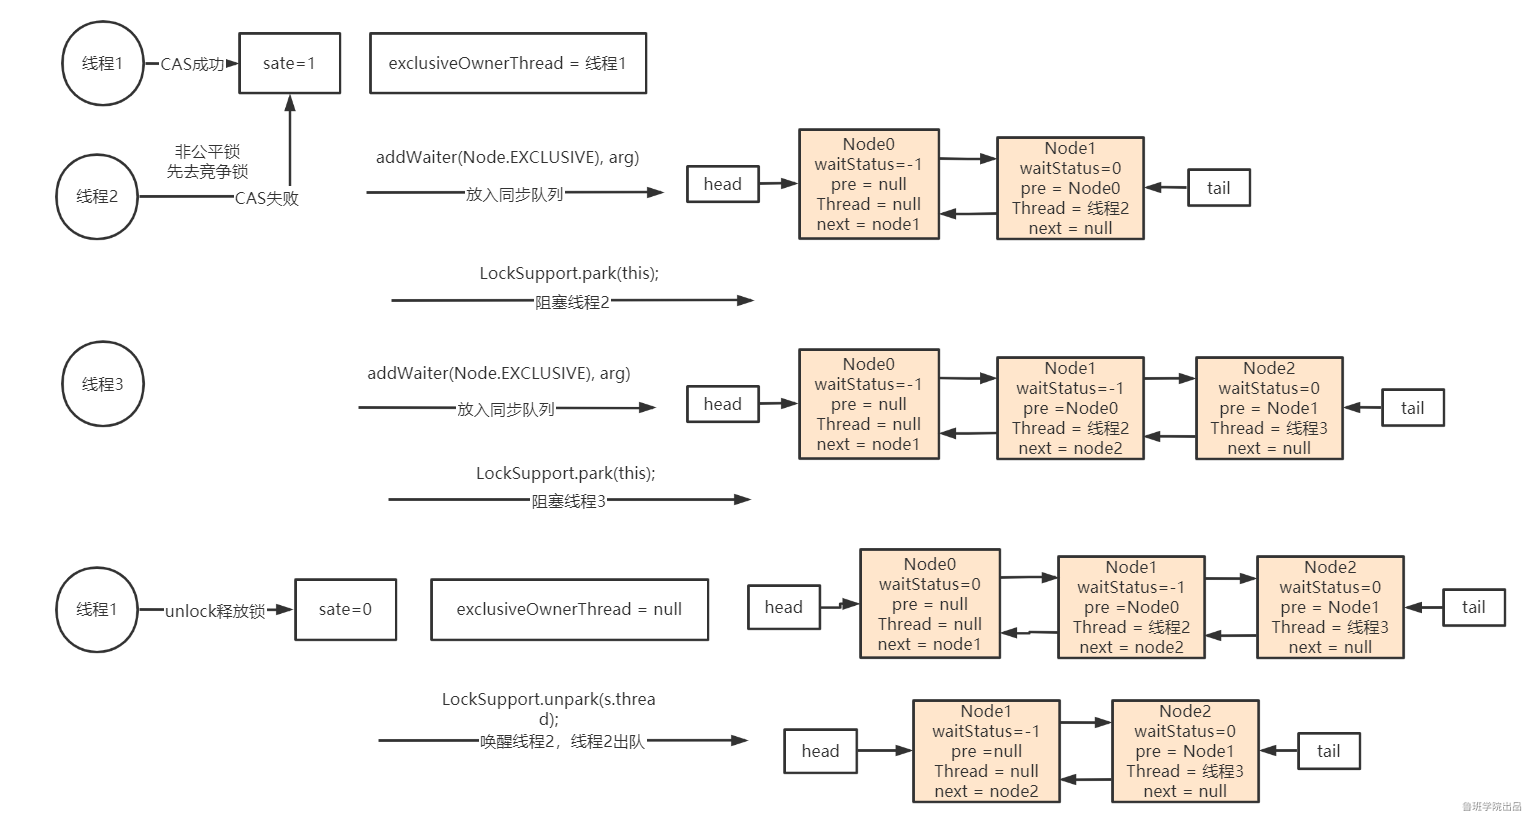 线程1
CAS成功
sate=1
exclusiveOwnerThread = 线程1
非公平锁
先去竞争锁
线程2
CAS失败
addWaiter(Node.EXCLUSIVE), arg)
放入同步队列
head
Node0
waitStatus=-1
pre = null
Thread = null
next = node1
Node1
waitStatus=0
pre = Node0
Thread = 线程2
next = null
tail
LockSupport.park(this);
阻塞线程2
线程3
addWaiter(Node.EXCLUSIVE), arg)
放入同步队列
head
Node0
waitStatus=-1
pre = null
Thread = null
next = node1
Node1
waitStatus=-1
pre =Node0
Thread = 线程2
next = node2
Node2
waitStatus=0
pre = Node1
Thread = 线程3
next = null
tail
LockSupport.park(this);
阻塞线程3
线程1
unlock释放锁
sate=0
exclusiveOwnerThread = null
head
Node0
waitStatus=0
pre = null
Thread = null
next = node1
Node1
waitStatus=-1
pre =Node0
Thread = 线程2
next = node2
Node2
waitStatus=0
pre = Node1
Thread = 线程3
next = null
tail
LockSupport.unpark(s.threa
d);
唤醒线程2，线程2出队
head
Node1
waitStatus=-1
pre =null
Thread = null
next = node2
Node2
waitStatus=0
pre = Node1
Thread = 线程3
next = null
tail
鲁班学院出品